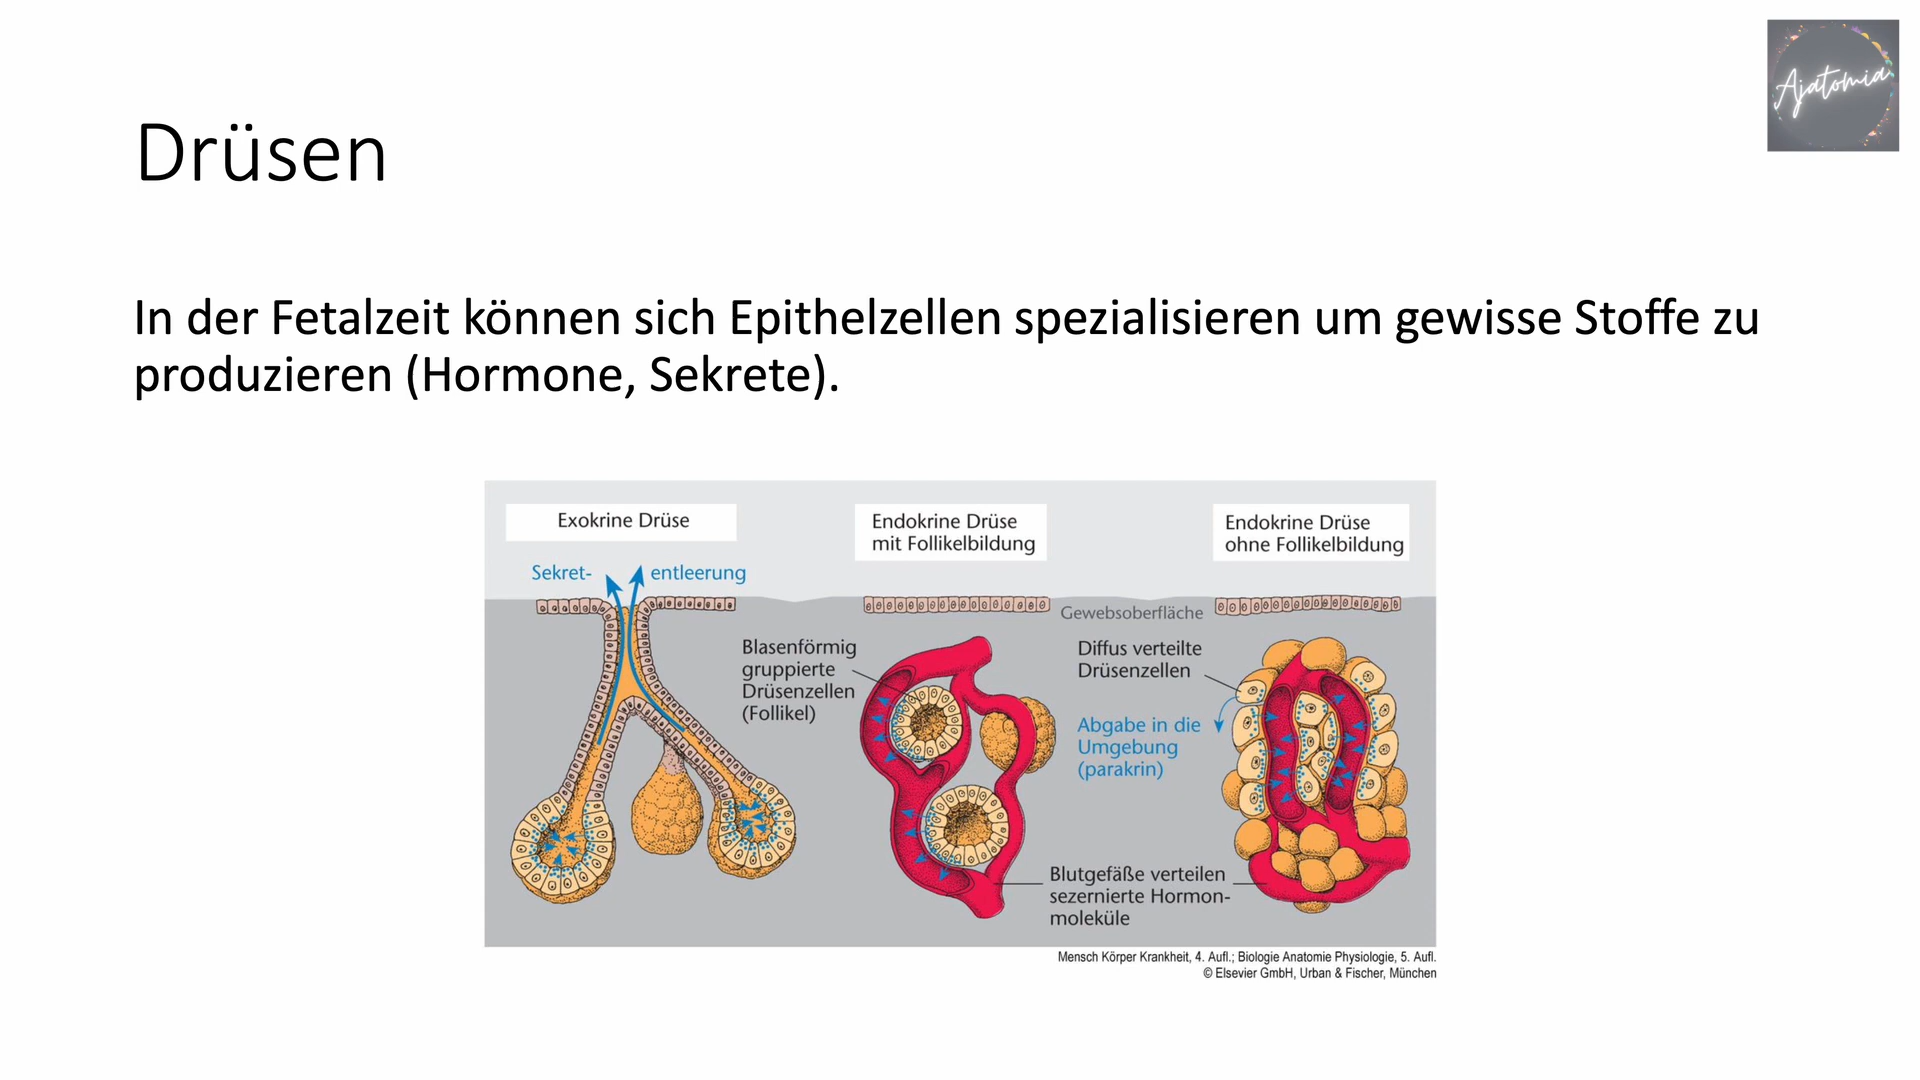 Ajatomia
Drüsen
In der Fetalzeit können sich Epithelzellen spezialisieren um gewisse Stoffe zu
produzieren (Hormone, Sekrete).
Exokrine Drüse
Sekret- entleerung
Endokrine Drüse
mit Follikelbildung
Endokrine Drüse
ohne Follikelbildung
Gewebsoberfläche
Blasenförmig
gruppierte
Drüsenzellen
(Follikel)
Diffus verteilte
Drüsenzellen
Abgabe in die
Umgebung
(parakrin)
Blutgefäße verteilen
sezernierte Hormon-
moleküle
Mensch Körper Krankheit, 4. Aufl.; Biologie Anatomie Physiologie, 5. Aufl.
© Elsevier GmbH, Urban & Fischer, München